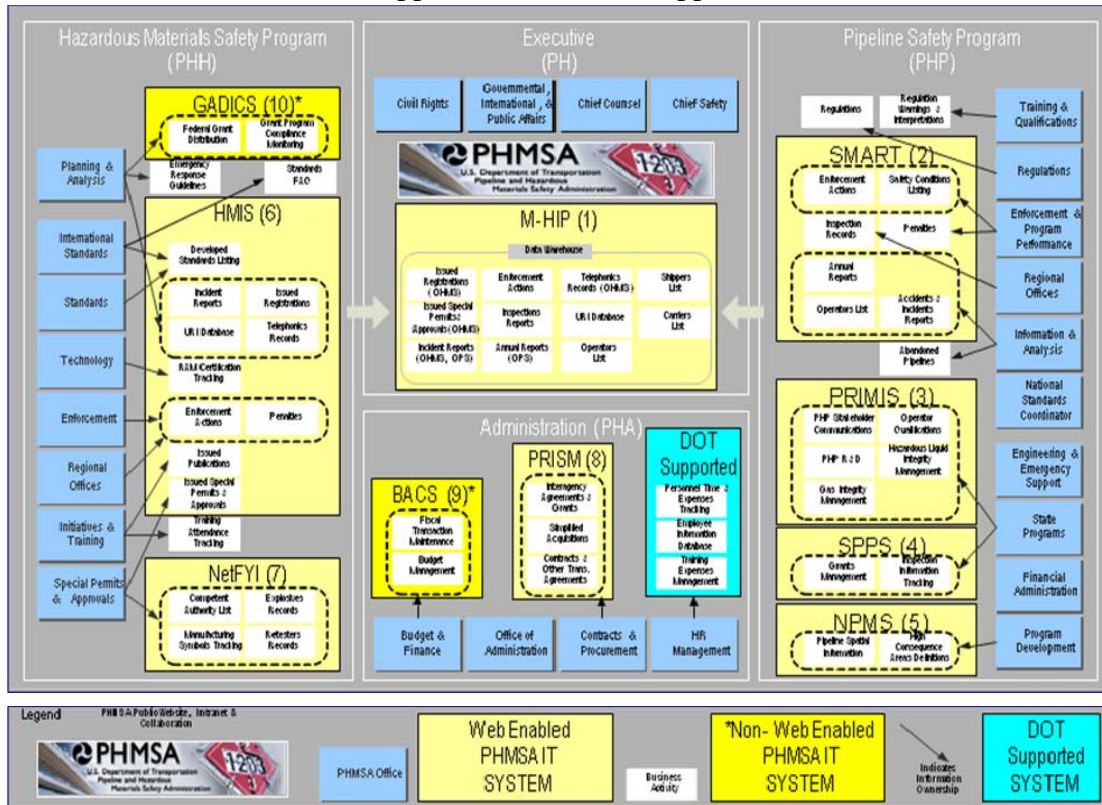 Hazardous Materials Safety Program
(PHH)
GADICS (10)*
Federal Grant
Distribution
Grant Program
Compliance
Monitoring
Planning &
Analysis
Emergency
Response
Guidelines
Standards
HMIS (6)
International
Standards
Developed
Standards Listing
Standards
Incident
Reports
Issued
Registrations
Database
Telephonics
Records
Technology
RAM Certification
Tracking
Enforcement
Enforcement
Actions
Penalties
Regional
Offices
Issued
Publications
Issued Special
Permits &
Approvals
Initiatives &
Training
Training
Attendance
Tracking
Special Permits
& Approvals
NetFYI (7)
Competent
Authority List
Explosives
Records
Manufacturing
Symbols Tracking
Retesters
Records
Executive
(PH)
Civil Rights
Governmental,
International, &
Public Affairs
Chief Counsel
Chief Safety
PHMSA
U.S. Department of Transportation
Pipeline and Hazardous
Materials Safety Administration
1203
M-HIP (1)
Data Warehouse
Issued
Registrations
(OHMS)
Enforcement
Actions
Telephonics
Records (OHMS)
Shippers
List
Issued Special
Permits &
Approvals (OHMS)
Inspections
Reports
Database
Carriers
List
Incident Reports
(OHMS, OPS)
Annual Reports
(OPS)
Operators
List
Administration (PHA)
BACS (9)*
Fiscal
Transaction
Maintenance
Budget
Management
PRISM (8)
Interagency
Agreements &
Grants
Simplified
Acquisitions
Contracts &
Other Trans.
Agreements
DOT
Supported
Personnel Time &
Expenses
Tracking
Employee
Information
Database
Training
Expenses
Management
Budget &
Finance
Office of
Administration
Contracts &
Procurement
HR
Management
Pipeline Safety Program
(PHP)
Regulations
Regulation
Warnings &
Interpretations
Training &
Qualifications
SMART (2)
Enforcement
Actions
Safety Conditions
Listing
Regulations
Inspection
Records
Penalties
Enforcement &
Program
Performance
Annual
Reports
Regional
Offices
Operators List
Accidents &
Incidents
Reports
Information &
Analysis
Abandoned
Pipelines
PRIMIS (3)
National
Standards
Coordinator
PHP Stakeholder
Communications
Operator
Qualifications
PHP R & D
Hazardous Liquid
Integrity
Management
Engineering &
Emergency
Support
Gas Integrity
Management
State
Programs
SPPS (4)
Grants
Management
Inspection
Information
Tracking
Financial
Administration
NPMS (5)
Pipeline Spatial
Information
High
Consequence
Areas Definitions
Program
Development
Legend
PHMSA Public Website, Intranet &
Collaboration
PHMSA
U.S. Department of Transportation
Pipeline and Hazardous
Materials Safety Administration
1203
PHMSA Office
Web Enabled
PHMSA IT
SYSTEM
Business
Activity
*Non- Web Enabled
PHMSA IT
SYSTEM
Indicates
Information
Ownership
DOT
Supported
SYSTEM